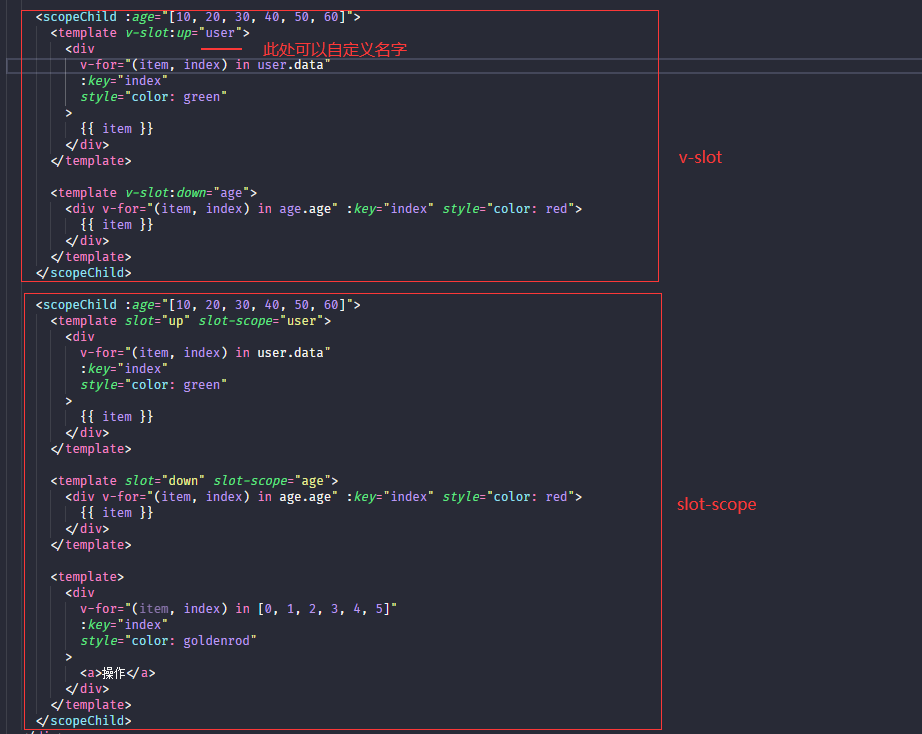 <scopeChild :age="[10, 20, 30, 40, 50, 60]">
<template v-slot:up="user">
<div
此处可以自定义名字
v-for="(item, index) in user.data"
:key="index"
style="color: green"
>
{{ item }}
</div>
</template>
v-slot
<template v-slot:down="age">
<div v-for="(item, index) in age.age" :key="index" style="color: red">
{{ item }}
</div>
</template>
</scopeChild>
<scopeChild :age="[10, 20, 30, 40, 50, 60]">
<template slot="up" slot-scope="user">
<div
v-for="(item, index) in user.data"
:key="index"
style="color: green"
>
{{ item }}
</div>
</template>
<template slot="down" slot-scope="age">
<div v-for="(item, index) in age.age" :key="index" style="color: red">
slot-scope
{{ item }}
</div>
</template>
<template>
<div
v-for="(item, index) in [0, 1, 2, 3, 4, 5]"
:key="index"
style="color: goldenrod"
>
<a>操作</a>
</div>
</template>
</scopeChild>